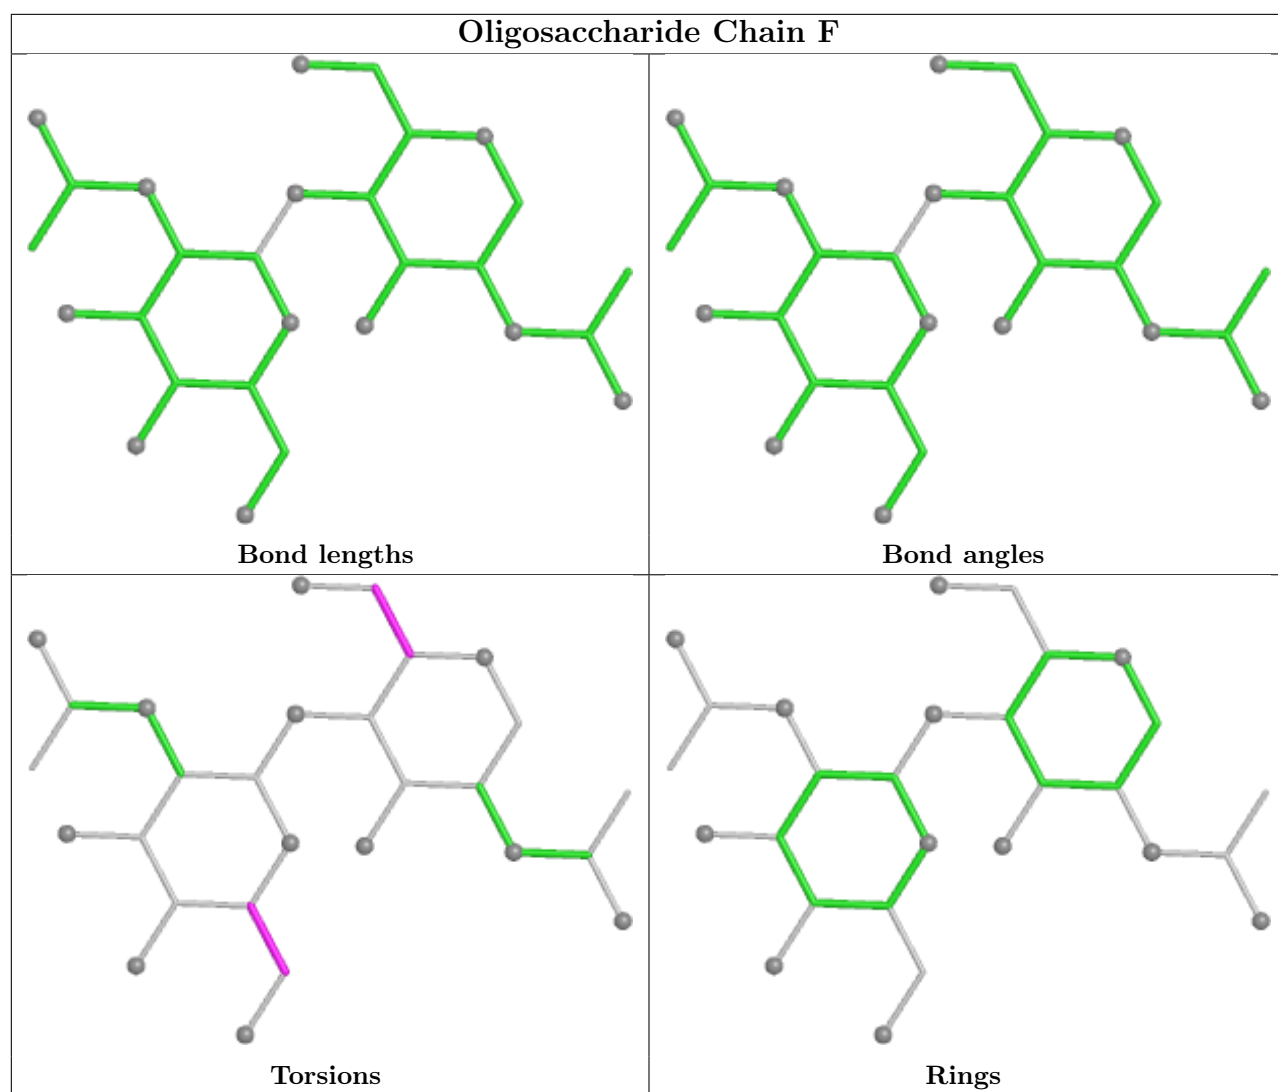 Oligosaccharide Chain F
Bond lengths
Bond angles
Torsions
Rings